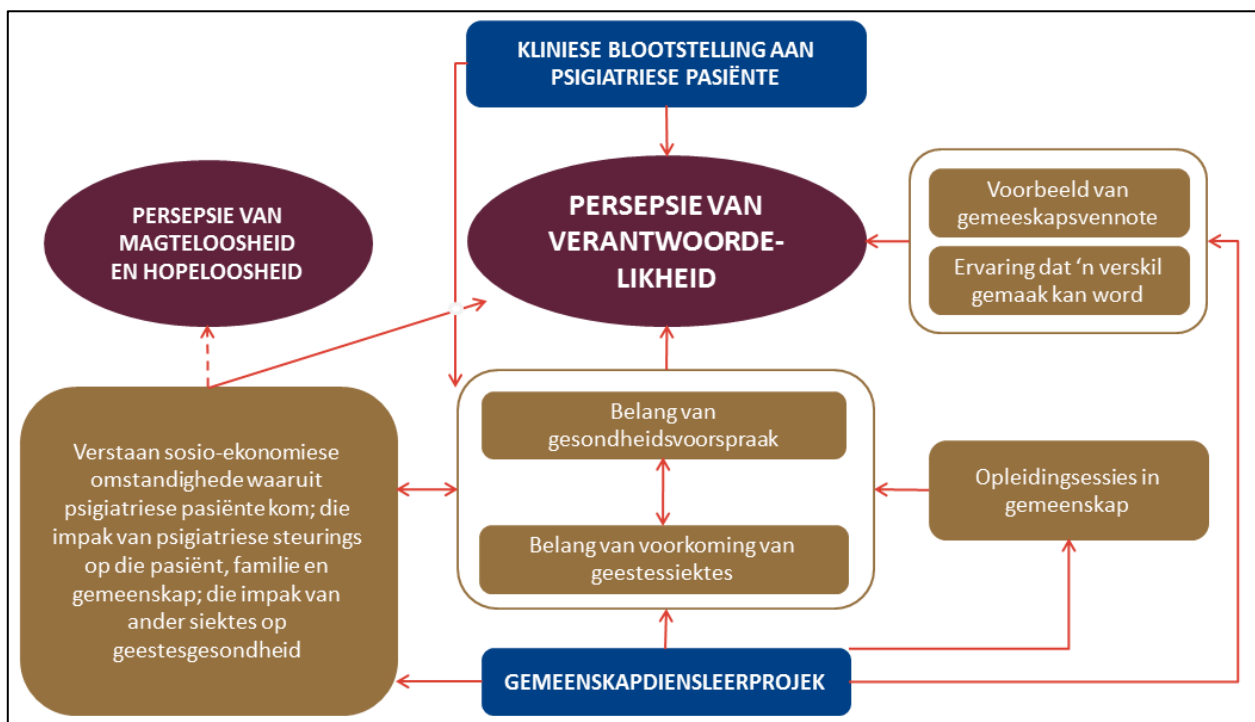 KLINIESE BLOOTSTELLING AAN
PSIGIATRIESE PASIËNTE
PERSEPSIE VAN
MAGTELOOSHEID
EN HOPELOOSHEID
PERSEPSIE VAN
VERANTWOORDE-
LIKHEID
Voorbeeld van
gemeeskapsvennote
Ervaring dat ‘n verskil
gemaak kan word
Verstaan sosio-ekonomiese
omstandighede waaruit
psigiatriese pasiënte kom; die
impak van psigiatriese steurings
op die pasiënt, familie en
gemeenskap; die impak van
ander siektes op
geestesgesondheid
Belang van
gesondheidsvoorspraak
Belang van voorkoming van
geestessiektes
Opleidingsessies in
gemeenskap
GEMEENSKAPDIENSLEERPROJEK